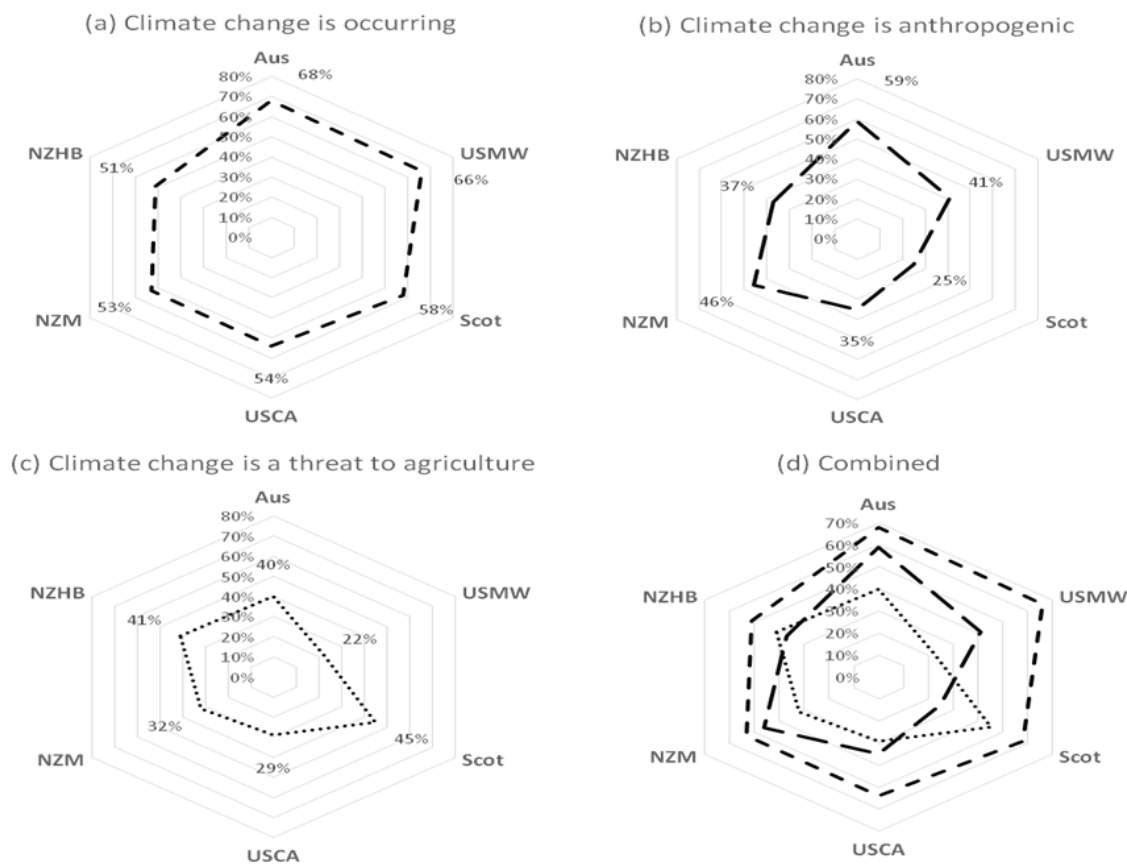 (a) Climate change is occurring
Aus
80%
68%
70%
60%
50%
40%
30%
20%
10%
0%
NZHB
51%
USMW
66%
NZM
53%
58%
Scot
54%
USCA
(b) Climate change is anthropogenic
Aus
80%
59%
70%
60%
50%
40%
30%
20%
10%
0%
NZHB
37%
USMW
41%
NZM
46%
25%
Scot
35%
USCA
(c) Climate change is a threat to agriculture
Aus
80%
70%
60%
40%
50%
40%
30%
20%
10%
0%
NZHB
41%
USMW
22%
NZM
32%
45%
Scot
29%
USCA
(d) Combined
Aus
70%
60%
50%
40%
30%
20%
10%
0%
NZHB
USMW
NZM
Scot
USCA